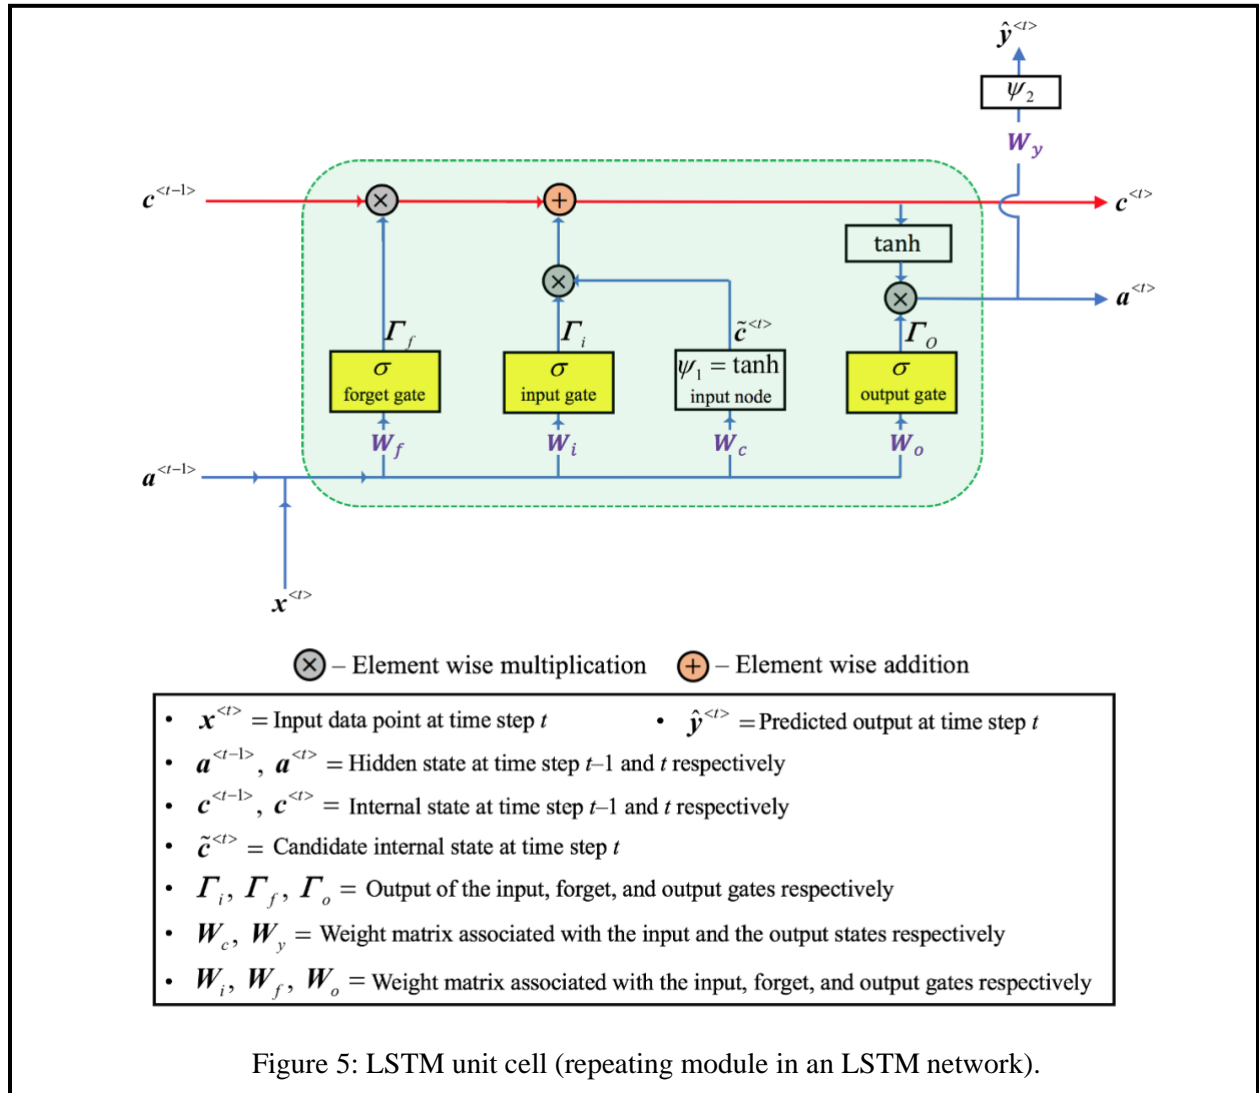 ŷ<t>
ψ2
Wy
c<t−1>
×
+
c<t>
tanh
×
×
a<t>
Γf
Γi
c̃<t>
Γo
σ
forget gate
σ
input gate
ψ1 = tanh
input node
σ
output gate
Wf
Wi
Wc
Wo
a<t−1>
x<t>
× – Element wise multiplication + – Element wise addition
• x<t> = Input data point at time step t • ŷ<t> = Predicted output at time step t
• a<t−1>, a<t> = Hidden state at time step t–1 and t respectively
• c<t−1>, c<t> = Internal state at time step t–1 and t respectively
• c̃<t> = Candidate internal state at time step t
• Γi, Γf, Γo = Output of the input, forget, and output gates respectively
• Wc, Wy = Weight matrix associated with the input and the output states respectively
• Wi, Wf, Wo = Weight matrix associated with the input, forget, and output gates respectively
Figure 5: LSTM unit cell (repeating module in an LSTM network).